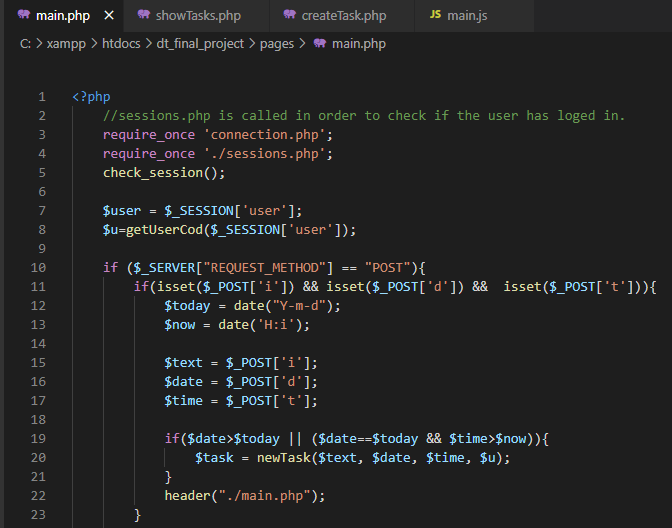 main.php × showTasks.php createTask.php JS main.js
C: > xampp > htdocs > dt_final_project > pages > main.php
1 <?php
2 //sessions.php is called in order to check if the user has loged in.
3 require_once 'connection.php';
4 require_once './sessions.php';
5 check_session();
6
7 $user = $_SESSION['user'];
8 $u=getUserCod($_SESSION['user']);
9
10 if ($_SERVER["REQUEST_METHOD"] == "POST"){
11 if(isset($_POST['i']) && isset($_POST['d']) &&  isset($_POST['t'])){
12 $today = date("Y-m-d");
13 $now = date('H:i');
14
15 $text = $_POST['i'];
16 $date = $_POST['d'];
17 $time = $_POST['t'];
18
19 if($date>$today || ($date==$today && $time>$now)){
20 $task = newTask($text, $date, $time, $u);
21 }
22 header("./main.php");
23 }